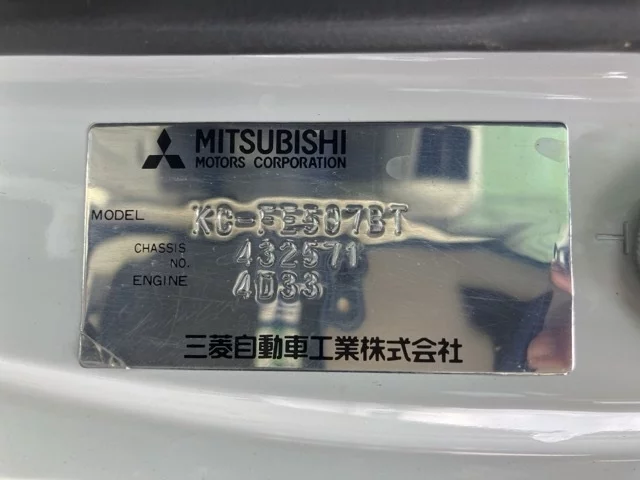 MITSUBISHI
MOTORS CORPORATION
MODEL KC-FE507BT
CHASSIS NO. 432571
ENGINE 4D33
三菱自動車工業株式会社